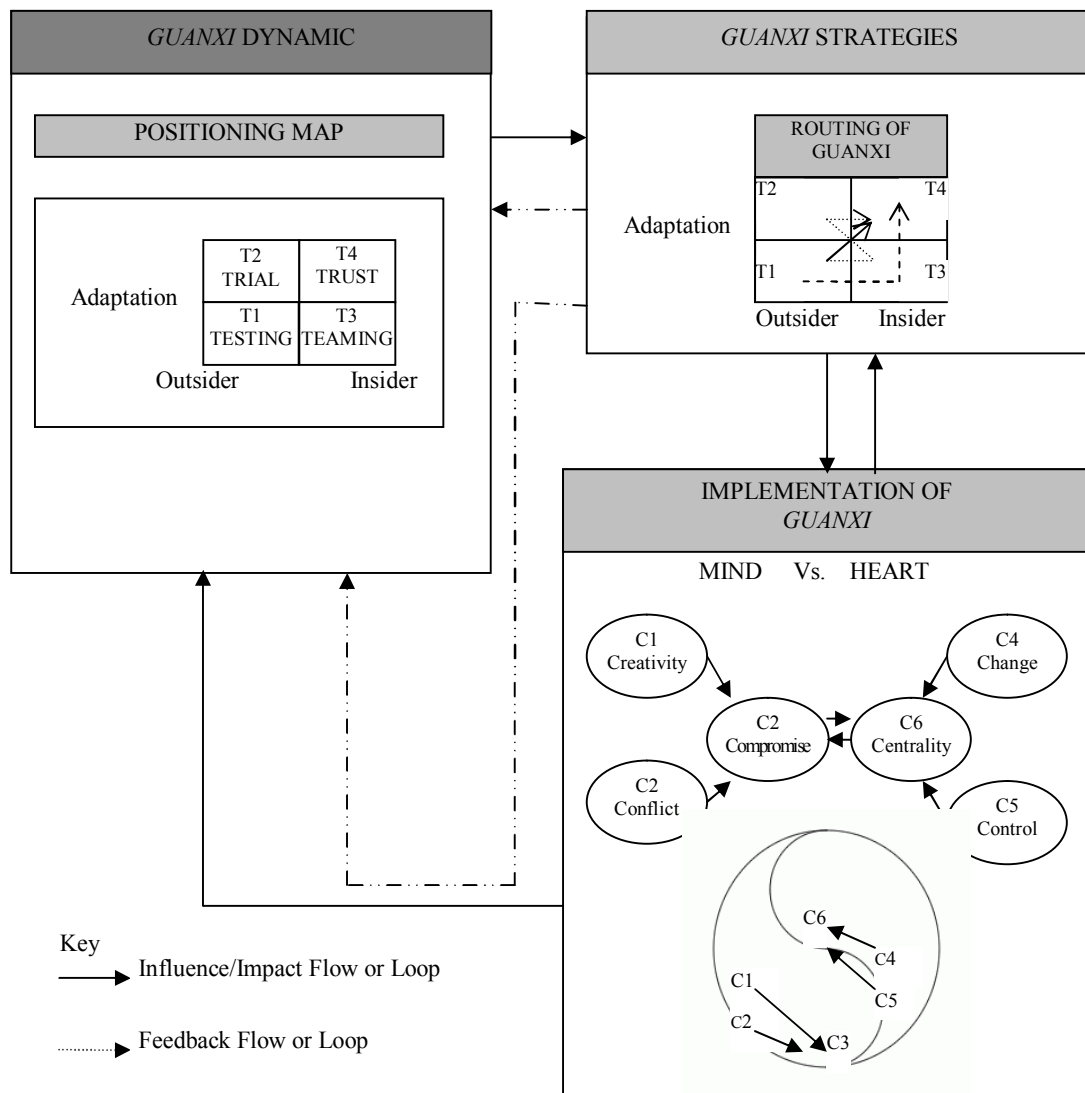 GUANXI DYNAMIC
POSITIONING MAP
Adaptation
T2
TRIAL
T4
TRUST
T1
TESTING
T3
TEAMING
Outsider
Insider
GUANXI STRATEGIES
ROUTING OF
GUANXI
Adaptation
T2
T4
T1
T3
Outsider
Insider
IMPLEMENTATION OF
GUANXI
MIND Vs. HEART
C1
Creativity
C4
Change
C2
Compromise
C6
Centrality
C2
Conflict
C5
Control
C6
C4
C1
C5
C2
C3
Key
Influence/Impact Flow or Loop
Feedback Flow or Loop